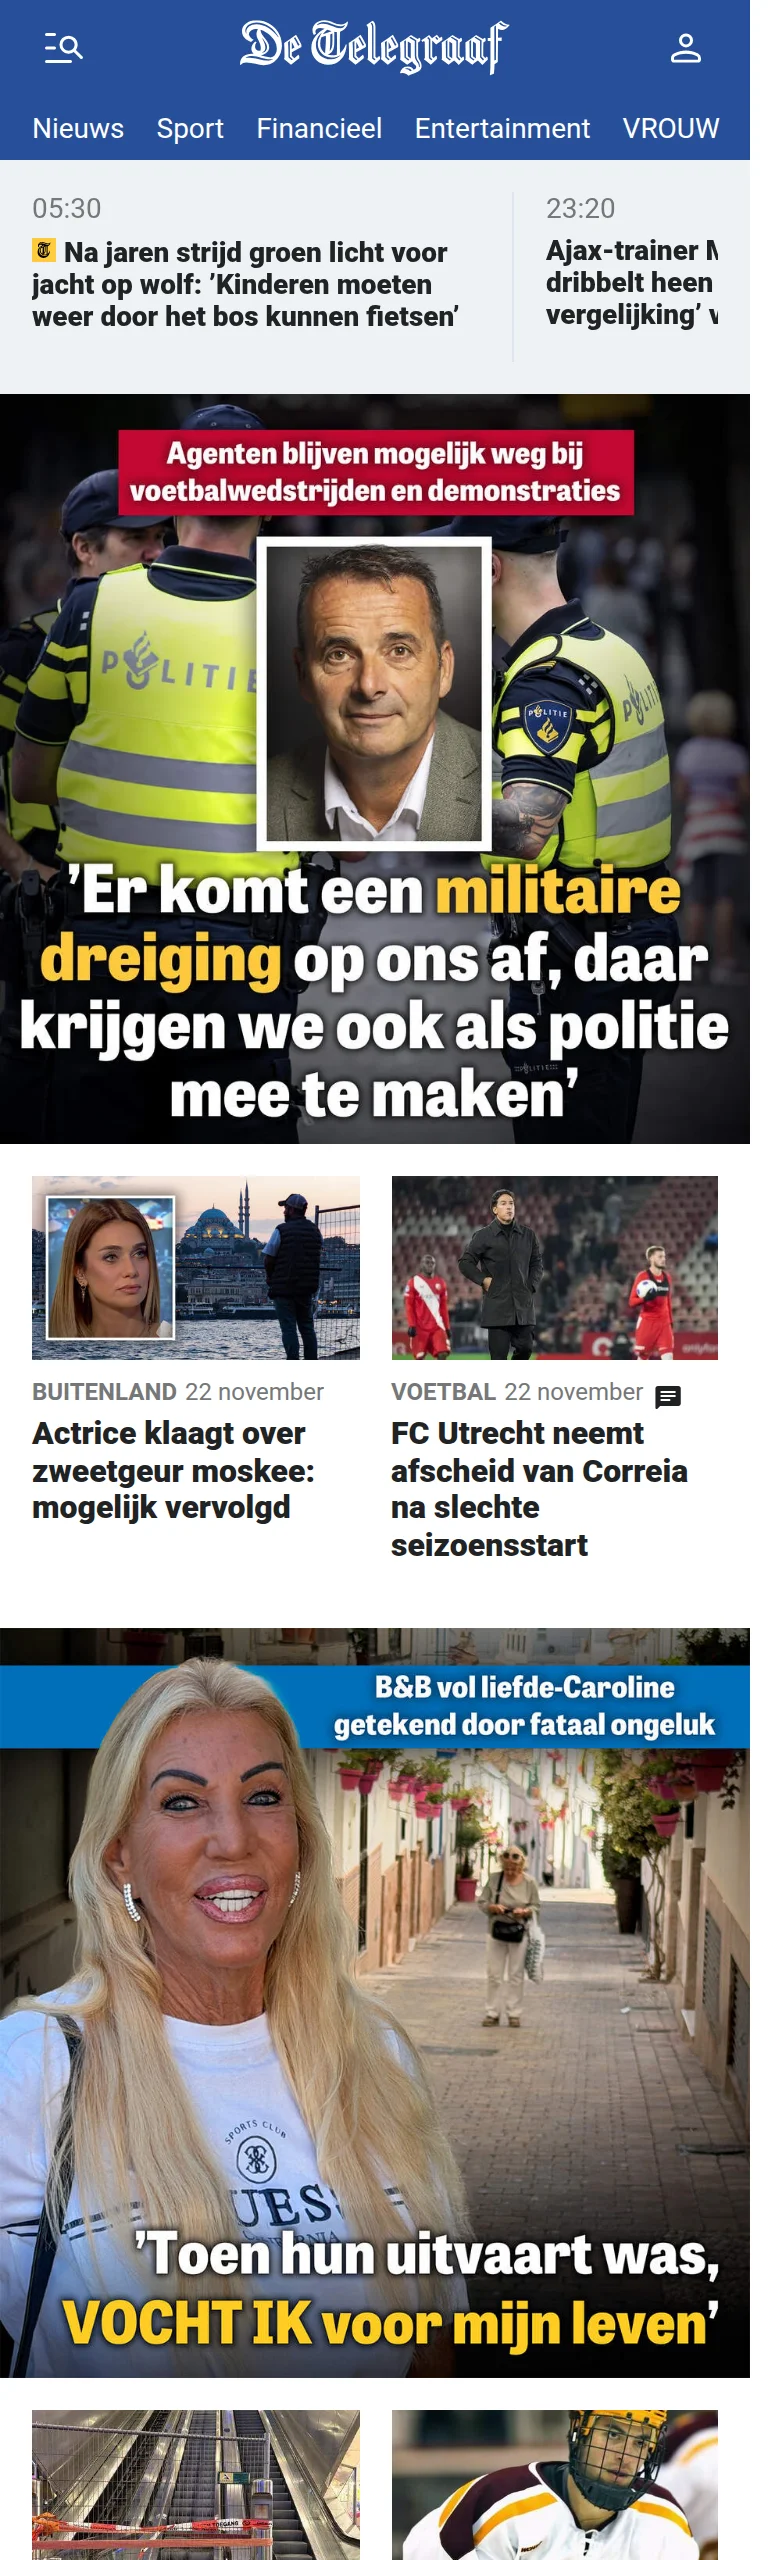 De Telegraaf
Nieuws Sport Financieel Entertainment VROUW
05:30
Na jaren strijd groen licht voor
jacht op wolf: ’Kinderen moeten
weer door het bos kunnen fietsen’
23:20
Ajax-trainer
dribbelt heen
vergelijking’
Agenten blijven mogelijk weg bij
voetbalwedstrijden en demonstraties
POLITIE
POLITIE
POLITIE
’Er komt een militaire
dreiging op ons af, daar
krijgen we ook als politie
mee te maken’
BUITENLAND 22 november
Actrice klaagt over
zweetgeur moskee:
mogelijk vervolgd
VOETBAL 22 november
FC Utrecht neemt
afscheid van Correia
na slechte
seizoensstart
B&B vol liefde-Caroline
getekend door fataal ongeluk
SPORTS CLUB
’Toen hun uitvaart was,
VOCHT IK voor mijn leven’